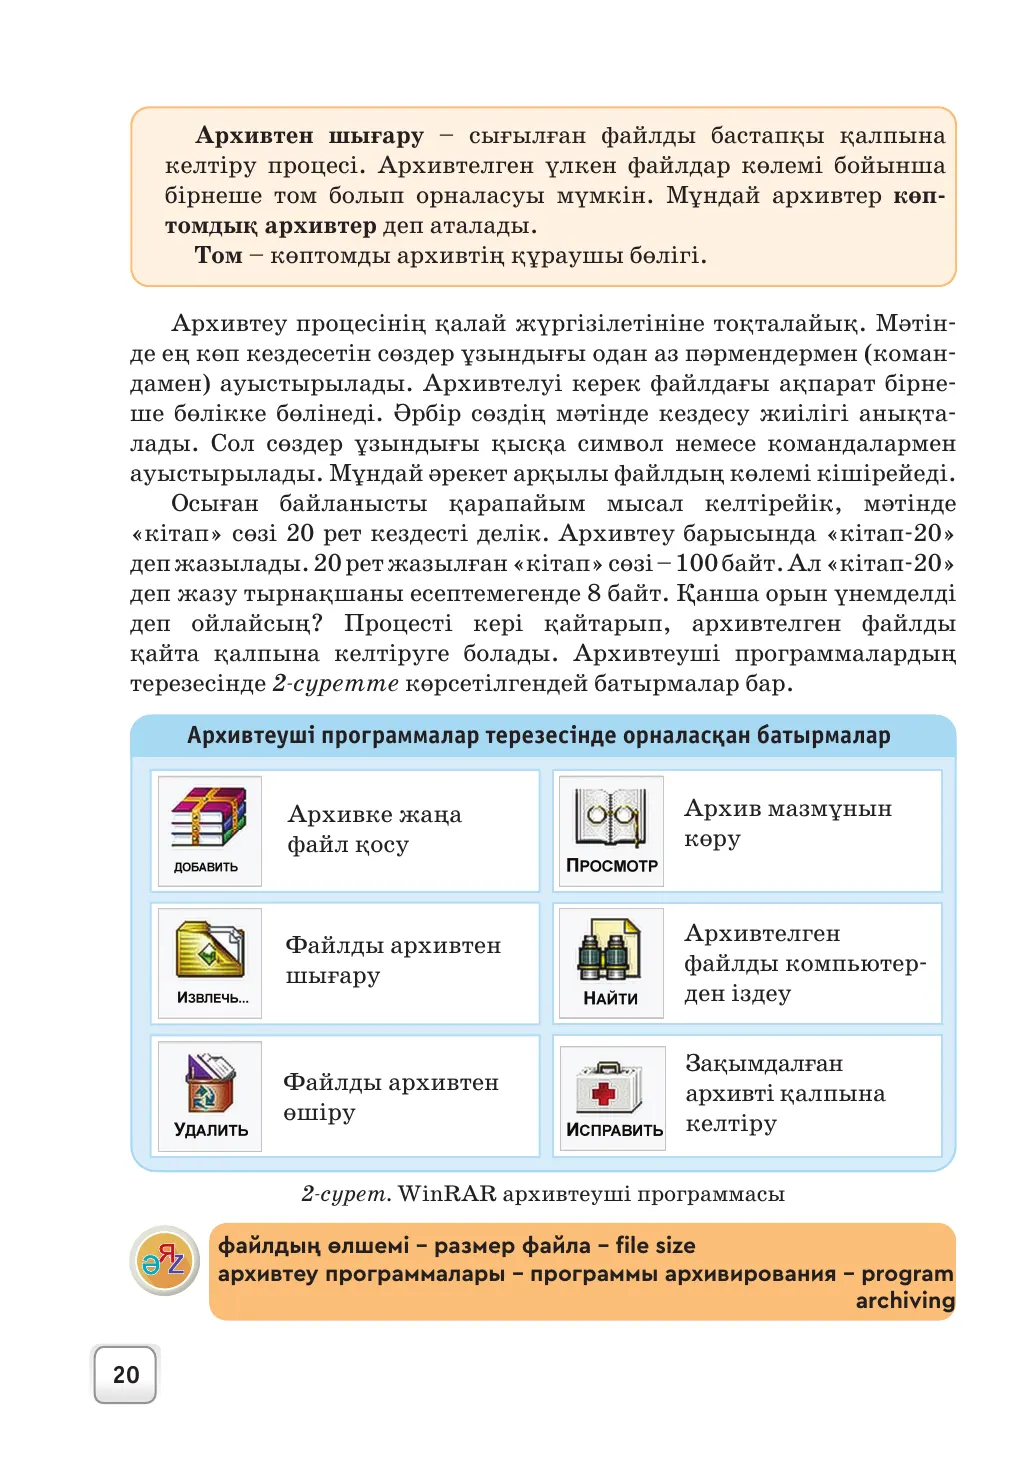 Архивтен шығару – сығылған файлды бастапқы қалпына
келтіру процесі. Архивтелген үлкен файлдар көлемі бойынша
бірнеше том болып орналасуы мүмкін. Мұндай архивтер көп-
томдық архивтер деп аталады.
Том – көптомды архивтің құраушы бөлігі.
Архивтеу процесінің қалай жүргізілетініне тоқталайық. Мәтін-
де ең көп кездесетін сөздер ұзындығы одан аз пәрмендермен (коман-
дамен) ауыстырылады. Архивтелуі керек файлдағы ақпарат бірне-
ше бөлікке бөлінеді. Әрбір сөздің мәтінде кездесу жиілігі анықта-
лады. Сол сөздер ұзындығы қысқа символ немесе командалармен
ауыстырылады. Мұндай әрекет арқылы файлдың көлемі кішірейеді.
Осыған байланысты қарапайым мысал келтірейік, мәтінде
«кітап» сөзі 20 рет кездесті делік. Архивтеу барысында «кітап-20»
деп жазылады. 20 рет жазылған «кітап» сөзі – 100 байт. Ал «кітап-20»
деп жазу тырнақшаны есептемегенде 8 байт. Қанша орын үнемделді
деп ойлайсың? Процесті кері қайтарып, архивтелген файлды
қайта қалпына келтіруге болады. Архивтеуші программалардың
терезесінде 2-суретте көрсетілгендей батырмалар бар.
Архивтеуші программалар терезесінде орналасқан батырмалар
ДОБАВИТЬ
Архивке жаңа
файл қосу
ПРОСМОТР
Архив мазмұнын
көру
ИЗВЛЕЧЬ...
Файлды архивтен
шығару
НАЙТИ
Архивтелген
файлды компьютер-
ден іздеу
УДАЛИТЬ
Файлды архивтен
өшіру
ИСПРАВИТЬ
Зақымдалған
архивті қалпына
келтіру
2-сурет. WinRAR архивтеуші программасы
әЯz
файлдың өлшемі – размер файла – file size
архивтеу программалары – программы архивирования – program
archiving
20